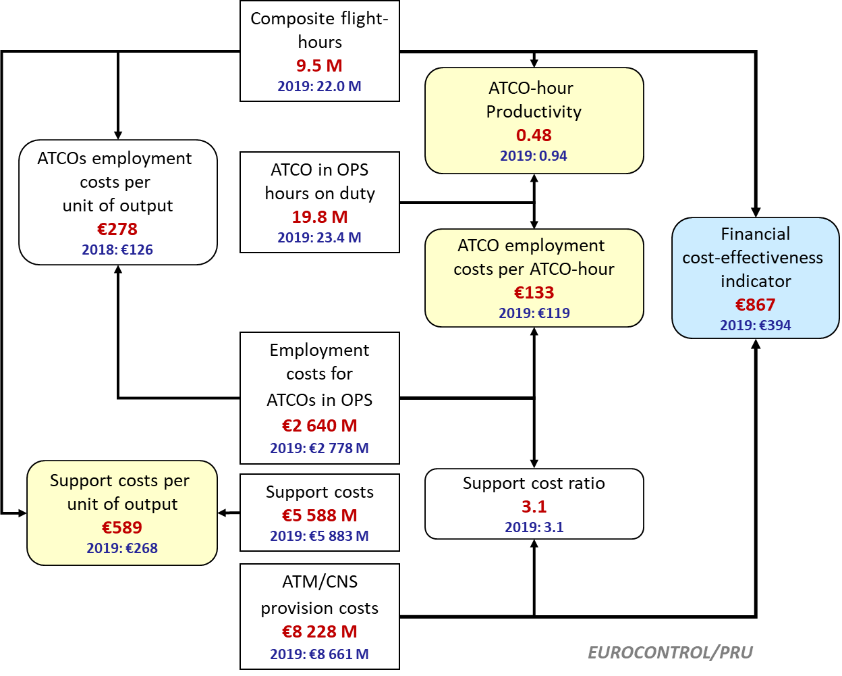 Composite flight-
hours
9.5 M
2019: 22.0 M
ATCO-hour
Productivity
0.48
2019: 0.94
ATCOs employment
costs per
unit of output
€278
2018: €126
ATCO in OPS
hours on duty
19.8 M
2019: 23.4 M
ATCO employment
costs per ATCO-hour
€133
2019: €119
Financial
cost-effectiveness
indicator
€867
2019: €394
Employment
costs for
ATCOs in OPS
€2 640 M
2019: €2 778 M
Support costs per
unit of output
€589
2019: €268
Support costs
€5 588 M
2019: €5 883 M
Support cost ratio
3.1
2019: 3.1
ATM/CNS
provision costs
€8 228 M
2019: €8 661 M
EUROCONTROL/PRU